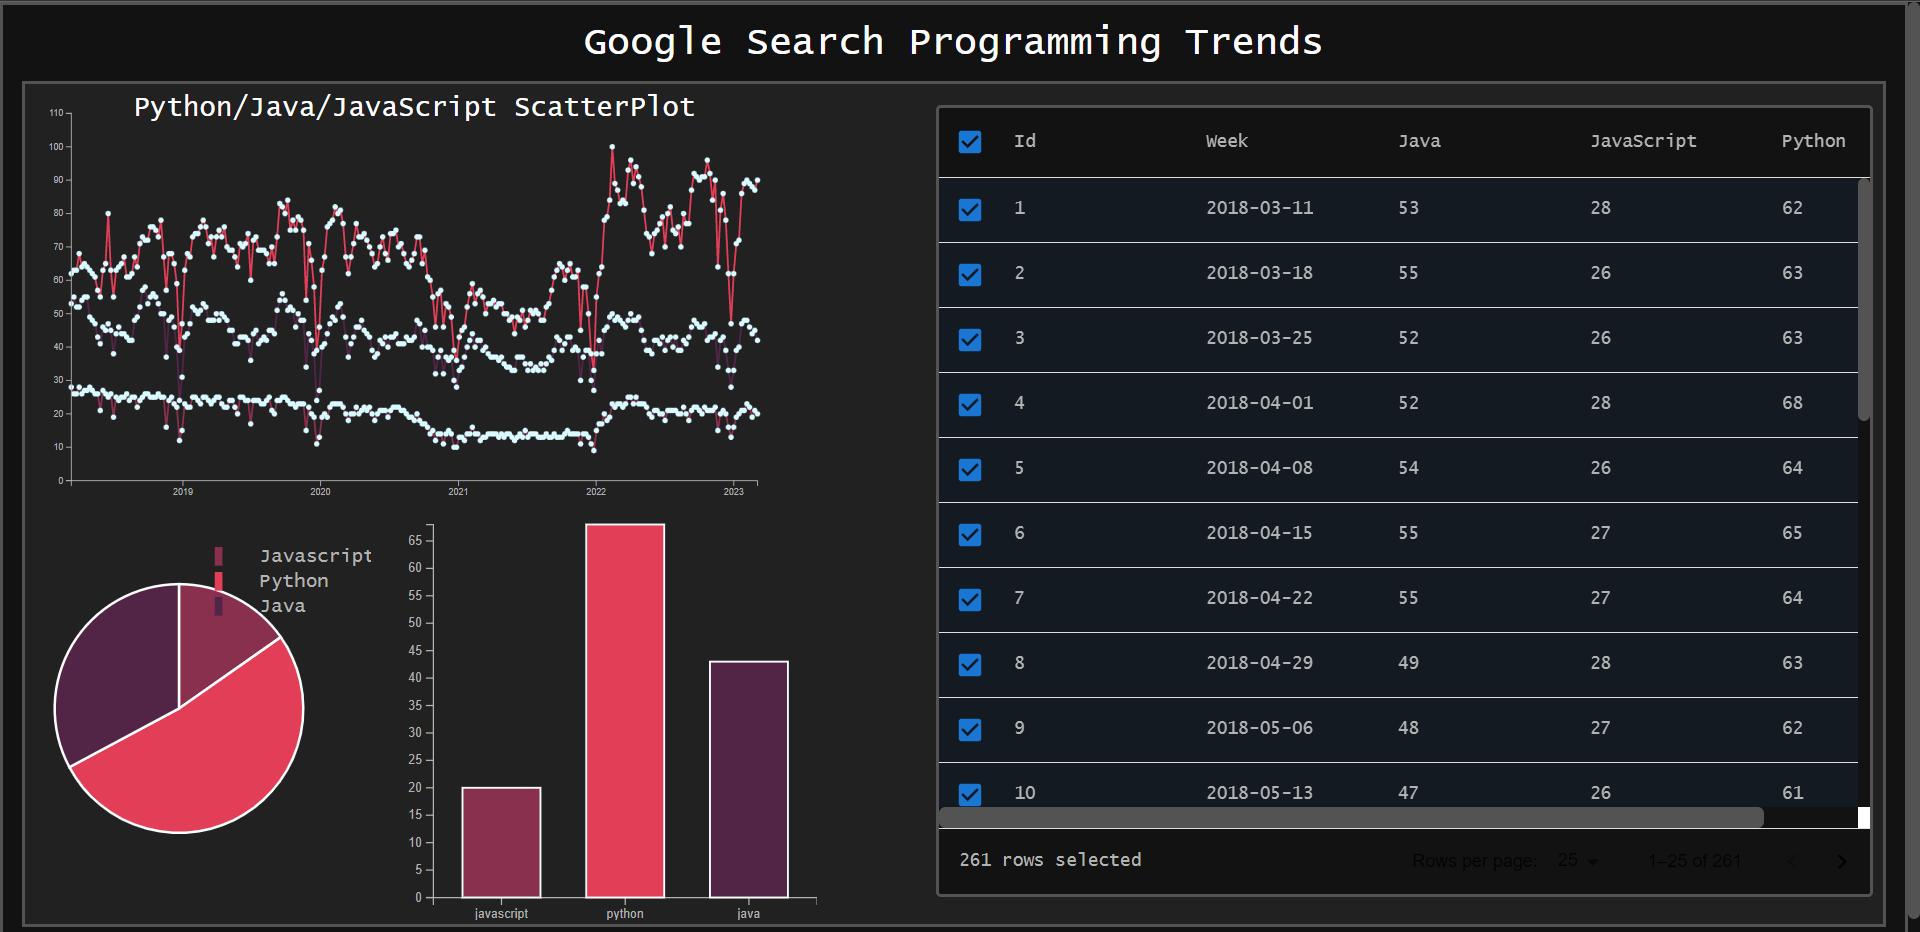 Google Search Programming Trends
Python/Java/JavaScript ScatterPlot
110
100
90
80
70
60
50
40
30
20
10
0
2019 2020 2021 2022 2023
Javascript
Python
Java
65
60
55
50
45
40
35
30
25
20
15
10
5
0
javascript python java
Id Week Java JavaScript Python
1 2018-03-11 53 28 62
2 2018-03-18 55 26 63
3 2018-03-25 52 26 63
4 2018-04-01 52 28 68
5 2018-04-08 54 26 64
6 2018-04-15 55 27 65
7 2018-04-22 55 27 64
8 2018-04-29 49 28 63
9 2018-05-06 48 27 62
10 2018-05-13 47 26 61
261 rows selected Rows per page: 25 1–25 of 261